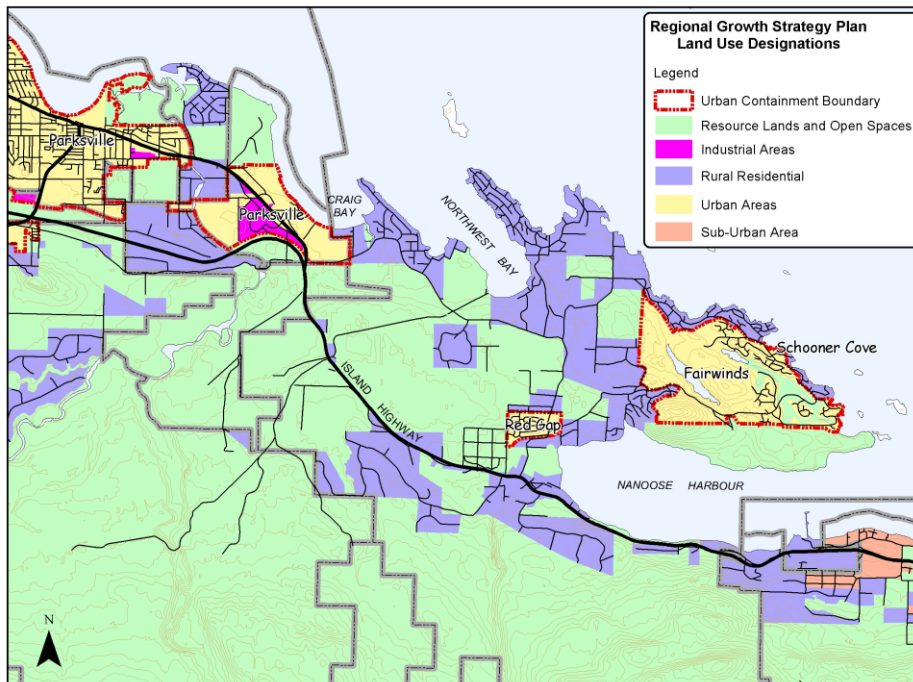 Regional Growth Strategy Plan
Land Use Designations
Legend
Urban Containment Boundary
Resource Lands and Open Spaces
Industrial Areas
Rural Residential
Urban Areas
Sub-Urban Area
Parksville
Parksville
CRAIG
BAY
NORTHWEST
BAY
Schooner Cove
Fairwinds
ISLAND
HIGHWAY
Red Gap
NANOOSE HARBOUR
N